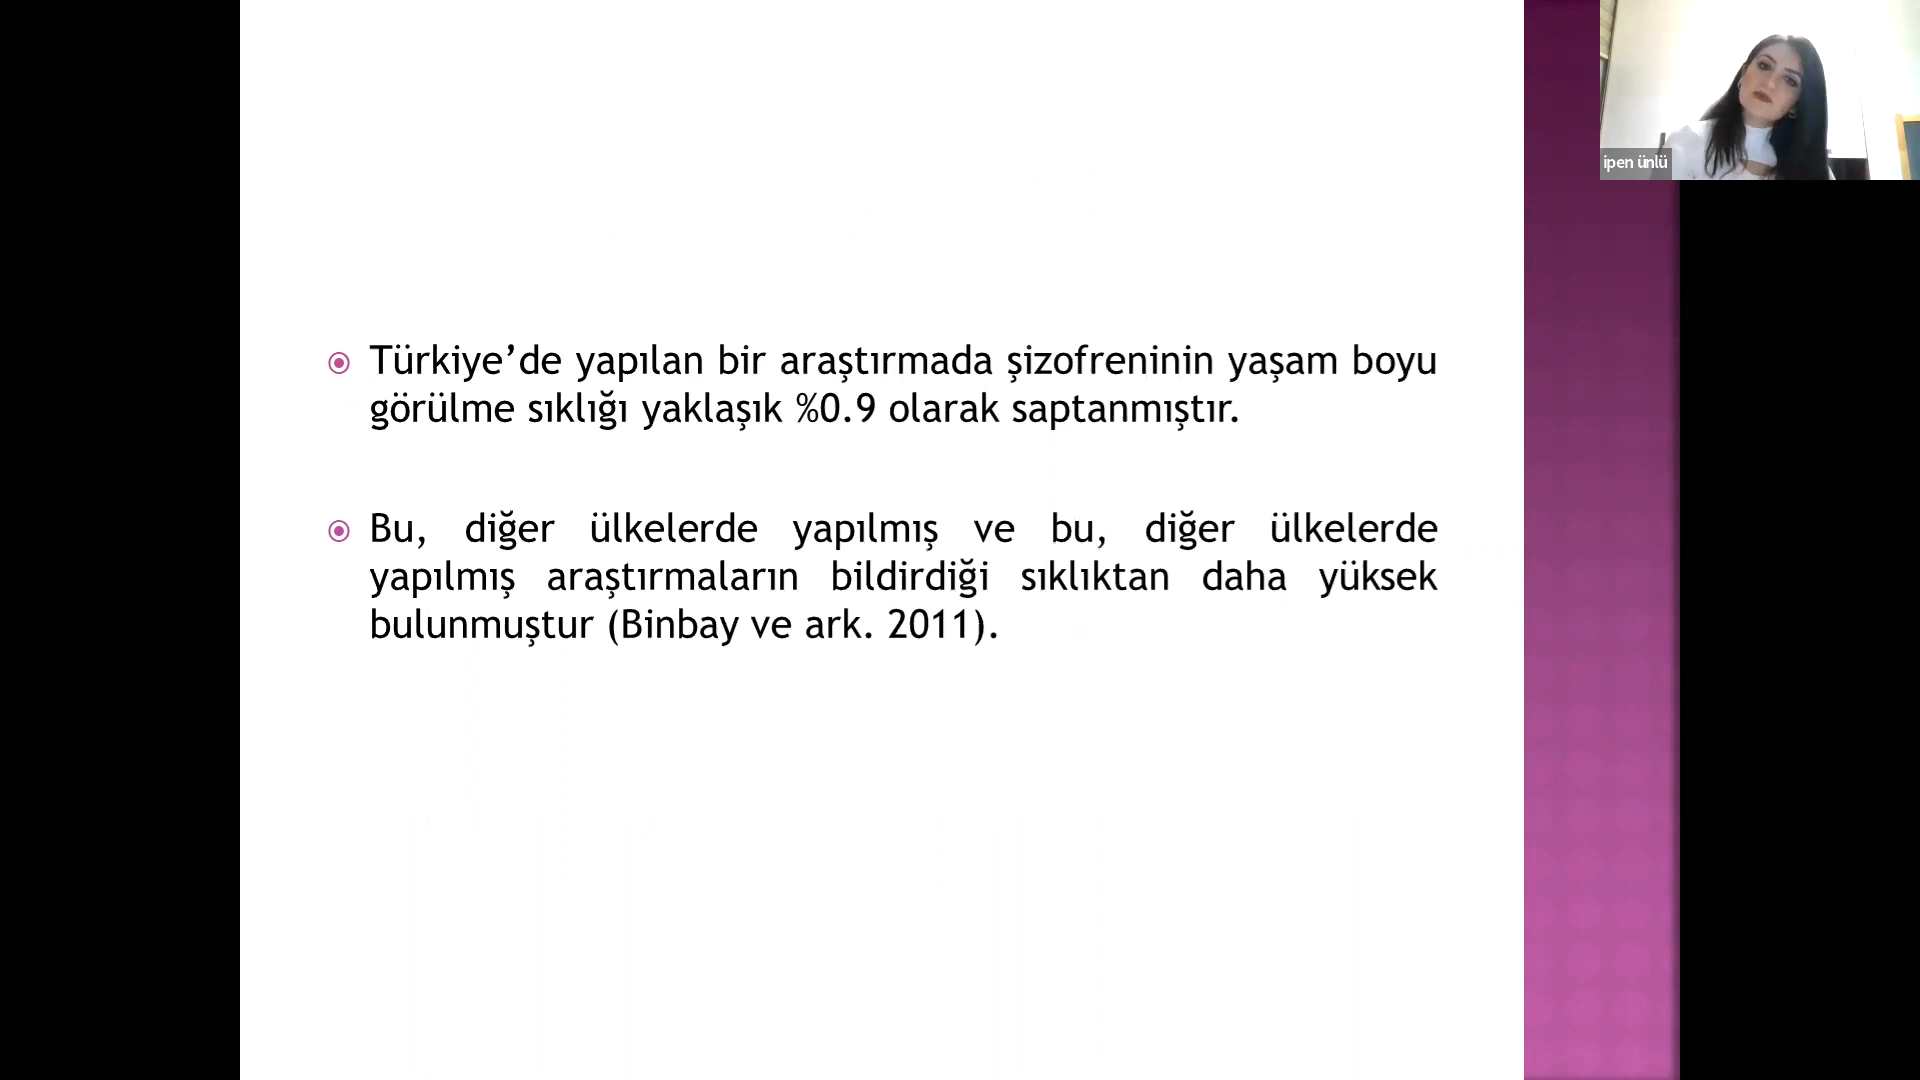 ipen ünlü
Türkiye’de yapılan bir araştırmada şizofreninin yaşam boyu
görülme sıklığı yaklaşık %0.9 olarak saptanmıştır.
Bu, diğer ülkelerde yapılmış ve bu, diğer ülkelerde
yapılmış araştırmaların bildirdiği sıklıktan daha yüksek
bulunmuştur (Binbay ve ark. 2011).